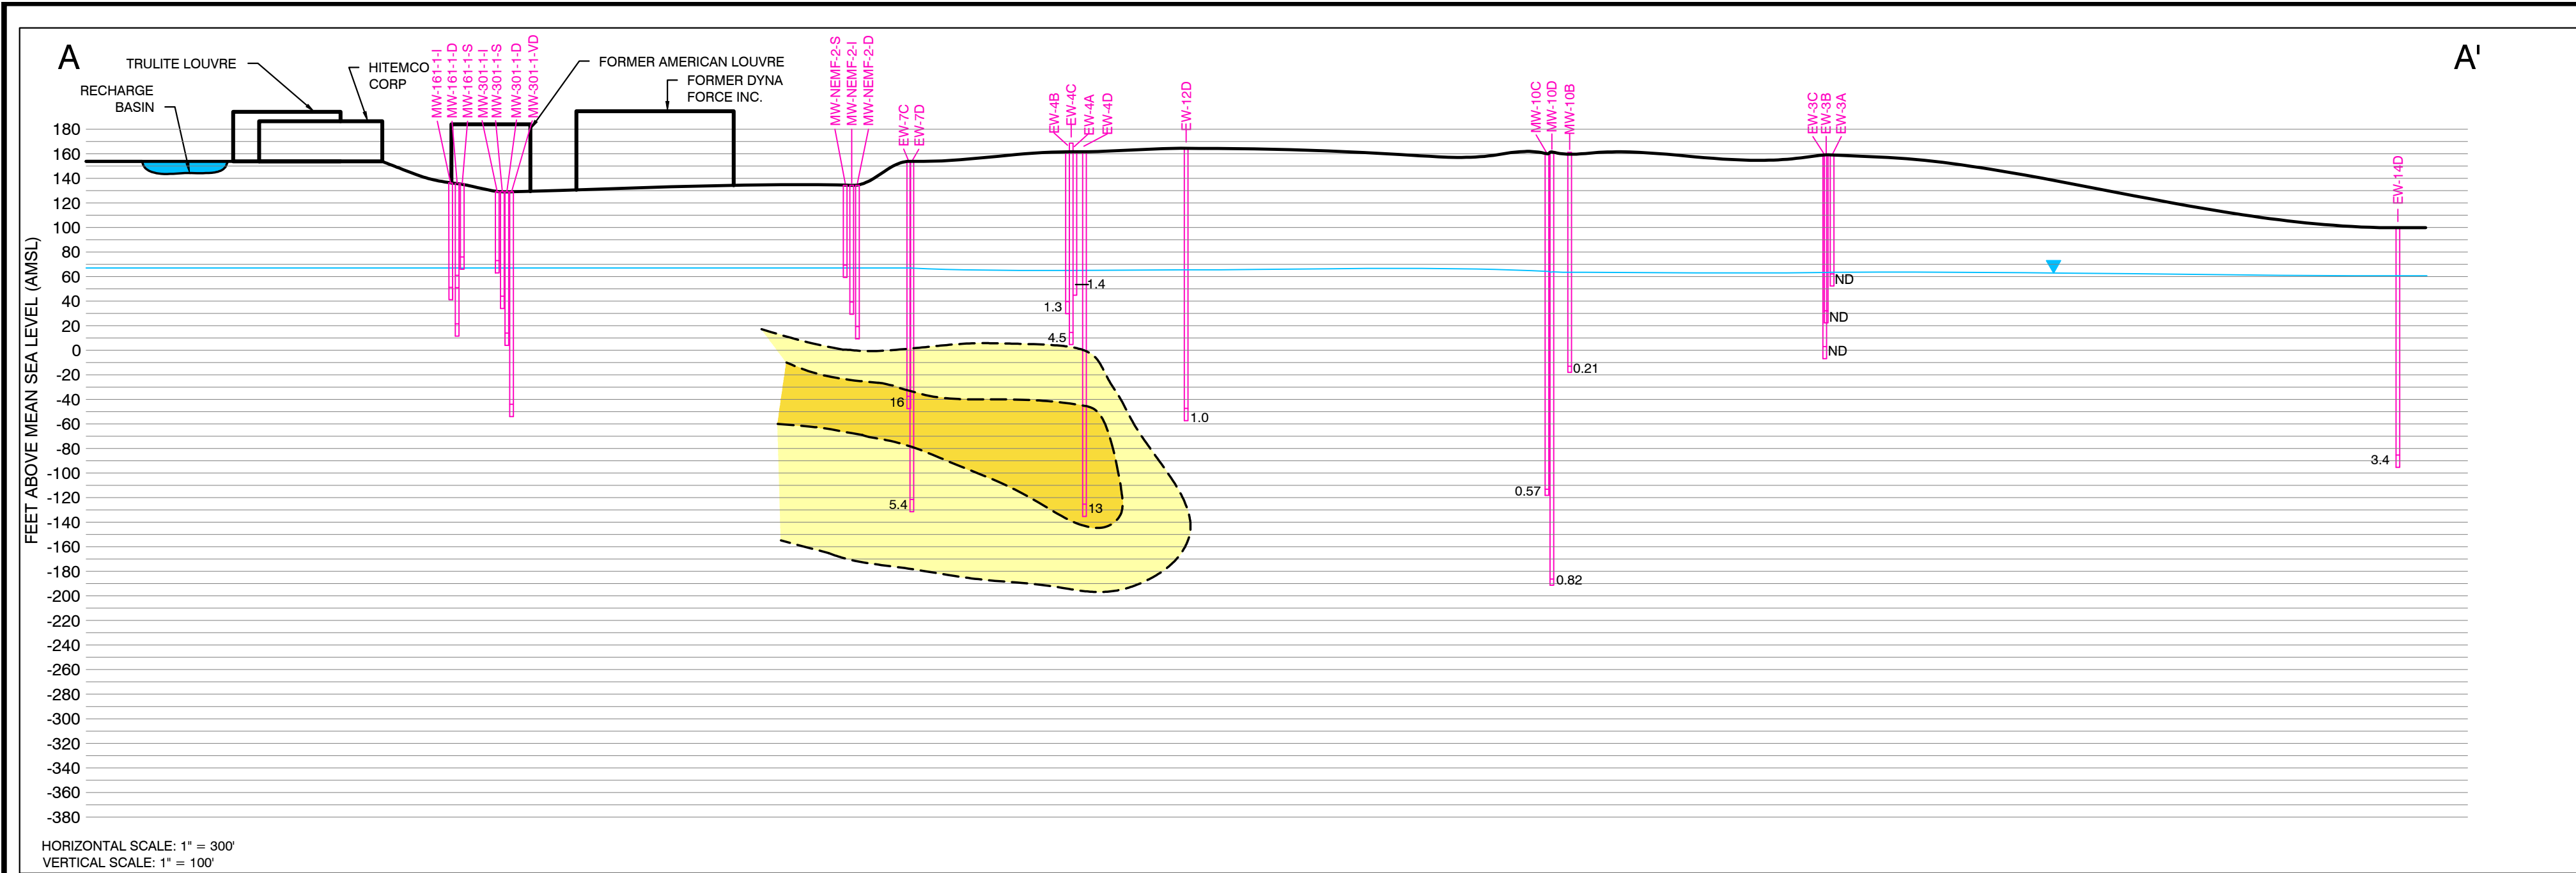 A
A'
TRULITE LOUVRE
RECHARGE
BASIN
HITEMCO
CORP
MW-161-1-I
MW-161-1-D
MW-161-1-S
MW-301-1-I
MW-301-1-S
MW-301-1-D
MW-301-1-VD
FORMER AMERICAN LOUVRE
FORMER DYNA
FORCE INC.
MW-NEMF-2-S
MW-NEMF-2-I
MW-NEMF-2-D
EW-7C
EW-7D
EW-4B
EW-4C
EW-4A
EW-4D
EW-12D
MW-10C
MW-10D
MW-10B
EW-3C
EW-3B
EW-3A
EW-14D
FEET ABOVE MEAN SEA LEVEL (AMSL)
180
160
140
120
100
80
60
40
20
0
-20
-40
-60
-80
-100
-120
-140
-160
-180
-200
-220
-240
-260
-280
-300
-320
-340
-360
-380
16
5.4
1.3
4.5
1.4
13
1.0
0.57
0.82
0.21
ND
ND
ND
3.4
HORIZONTAL SCALE: 1" = 300'
VERTICAL SCALE: 1" = 100'